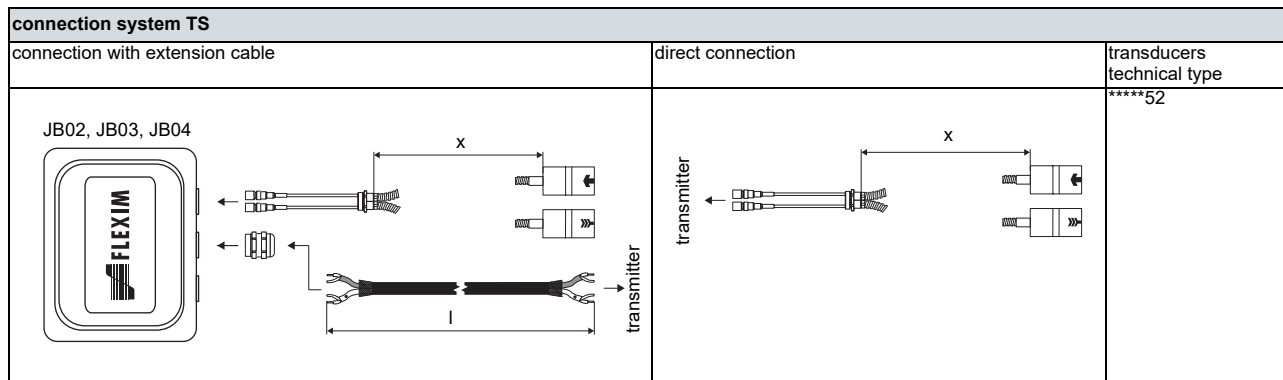 connection system TS
connection with extension cable
direct connection
transducers
technical type
*****52
JB02, JB03, JB04
FLEXIM
x
l
transmitter
transmitter
x